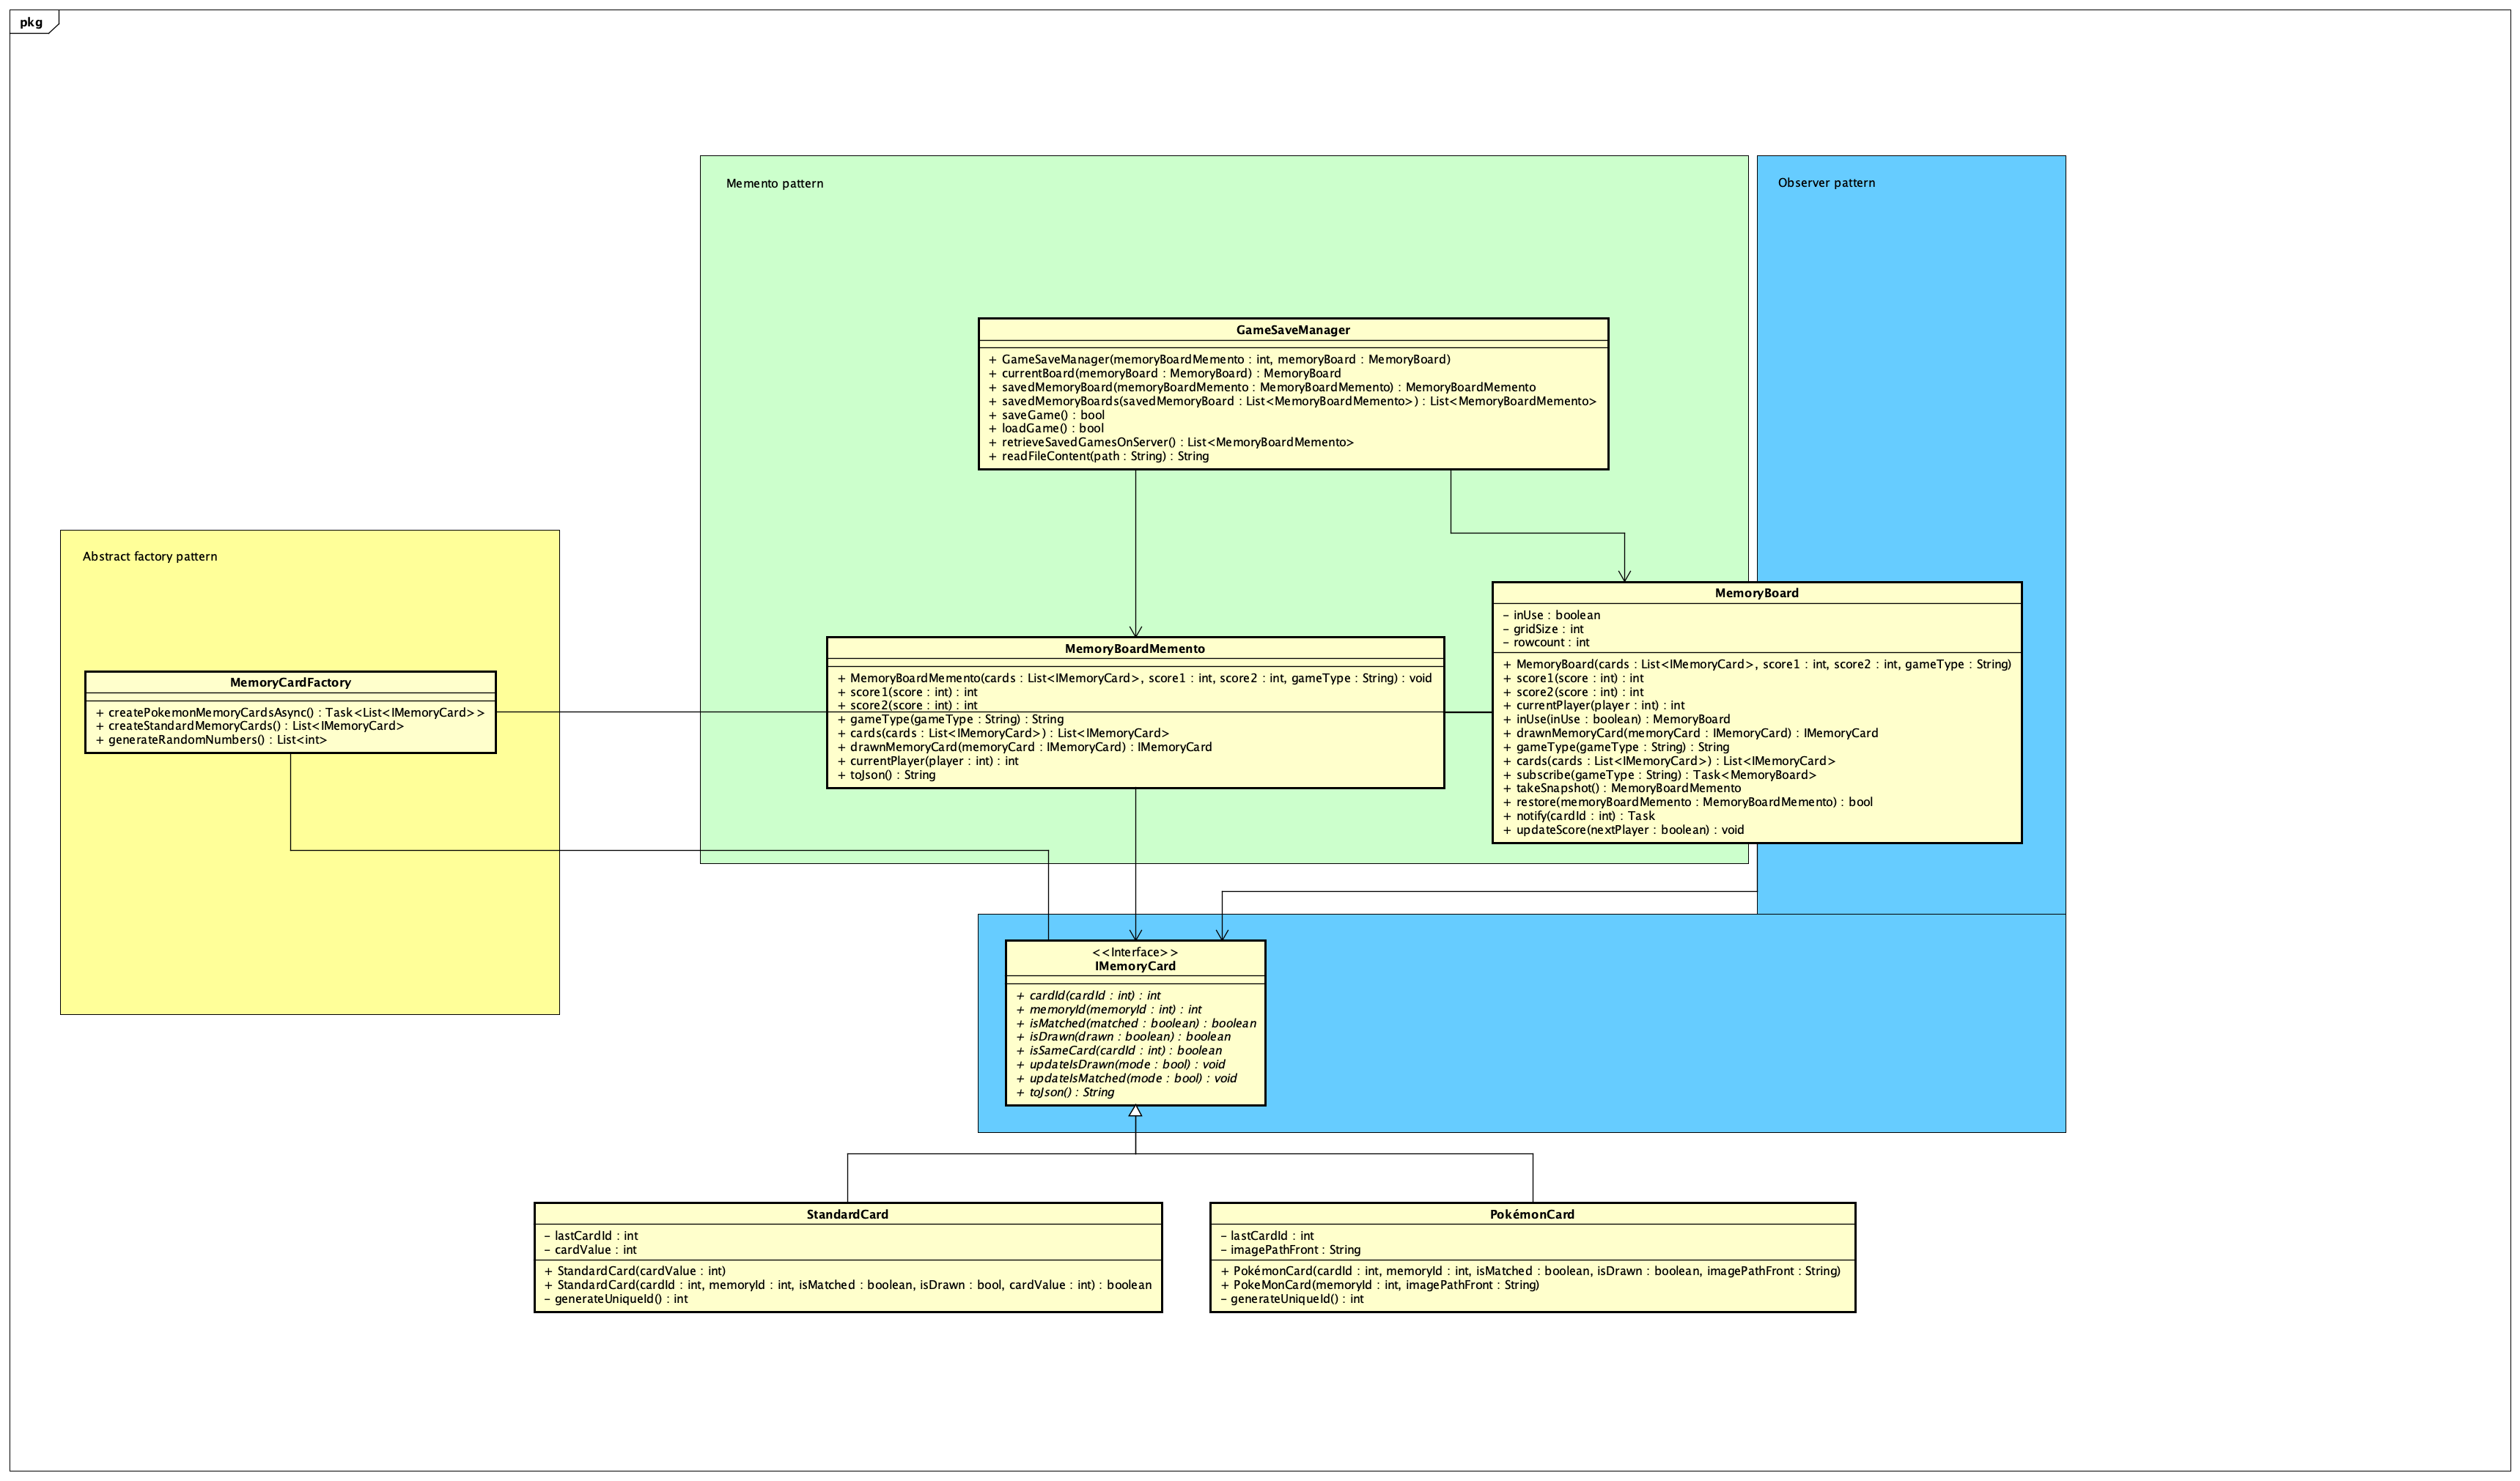 pkg
Memento pattern
Observer pattern
GameSaveManager
+ GameSaveManager(memoryBoardMemento : int, memoryBoard : MemoryBoard)
+ currentBoard(memoryBoard : MemoryBoard) : MemoryBoard
+ savedMemoryBoard(memoryBoardMemento : MemoryBoardMemento) : MemoryBoardMemento
+ savedMemoryBoards(savedMemoryBoard : List<MemoryBoardMemento>) : List<MemoryBoardMemento>
+ saveGame() : bool
+ loadGame() : bool
+ retrieveSavedGamesOnServer() : List<MemoryBoardMemento>
+ readFileContent(path : String) : String
Abstract factory pattern
MemoryCardFactory
+ createPokemonMemoryCardsAsync() : Task<List<IMemoryCard>>
+ createStandardMemoryCards() : List<IMemoryCard>
+ generateRandomNumbers() : List<int>
MemoryBoardMemento
+ MemoryBoardMemento(cards : List<IMemoryCard>, score1 : int, score2 : int, gameType : String) : void
+ score1(score : int) : int
+ score2(score : int) : int
+ gameType(gameType : String) : String
+ cards(cards : List<IMemoryCard>) : List<IMemoryCard>
+ drawnMemoryCard(memoryCard : IMemoryCard) : IMemoryCard
+ currentPlayer(player : int) : int
+ toJson() : String
MemoryBoard
- inUse : boolean
- gridSize : int
- rowcount : int
+ MemoryBoard(cards : List<IMemoryCard>, score1 : int, score2 : int, gameType : String)
+ score1(score : int) : int
+ score2(score : int) : int
+ currentPlayer(player : int) : int
+ inUse(inUse : boolean) : MemoryBoard
+ drawnMemoryCard(memoryCard : IMemoryCard) : IMemoryCard
+ gameType(gameType : String) : String
+ cards(cards : List<IMemoryCard>) : List<IMemoryCard>
+ subscribe(gameType : String) : Task<MemoryBoard>
+ takeSnapshot() : MemoryBoardMemento
+ restore(memoryBoardMemento : MemoryBoardMemento) : bool
+ notify(cardId : int) : Task
+ updateScore(nextPlayer : boolean) : void
<<Interface>>
IMemoryCard
+ cardId(cardId : int) : int
+ memoryId(memoryId : int) : int
+ isMatched(matched : boolean) : boolean
+ isDrawn(drawn : boolean) : boolean
+ isSameCard(cardId : int) : boolean
+ updateIsDrawn(mode : bool) : void
+ updateIsMatched(mode : bool) : void
+ toJson() : String
StandardCard
- lastCardId : int
- cardValue : int
+ StandardCard(cardValue : int)
+ StandardCard(cardId : int, memoryId : int, isMatched : boolean, isDrawn : bool, cardValue : int) : boolean
- generateUniqueId() : int
PokémonCard
- lastCardId : int
- imagePathFront : String
+ PokémonCard(cardId : int, memoryId : int, isMatched : boolean, isDrawn : boolean, imagePathFront : String)
+ PokeMonCard(memoryId : int, imagePathFront : String)
- generateUniqueId() : int